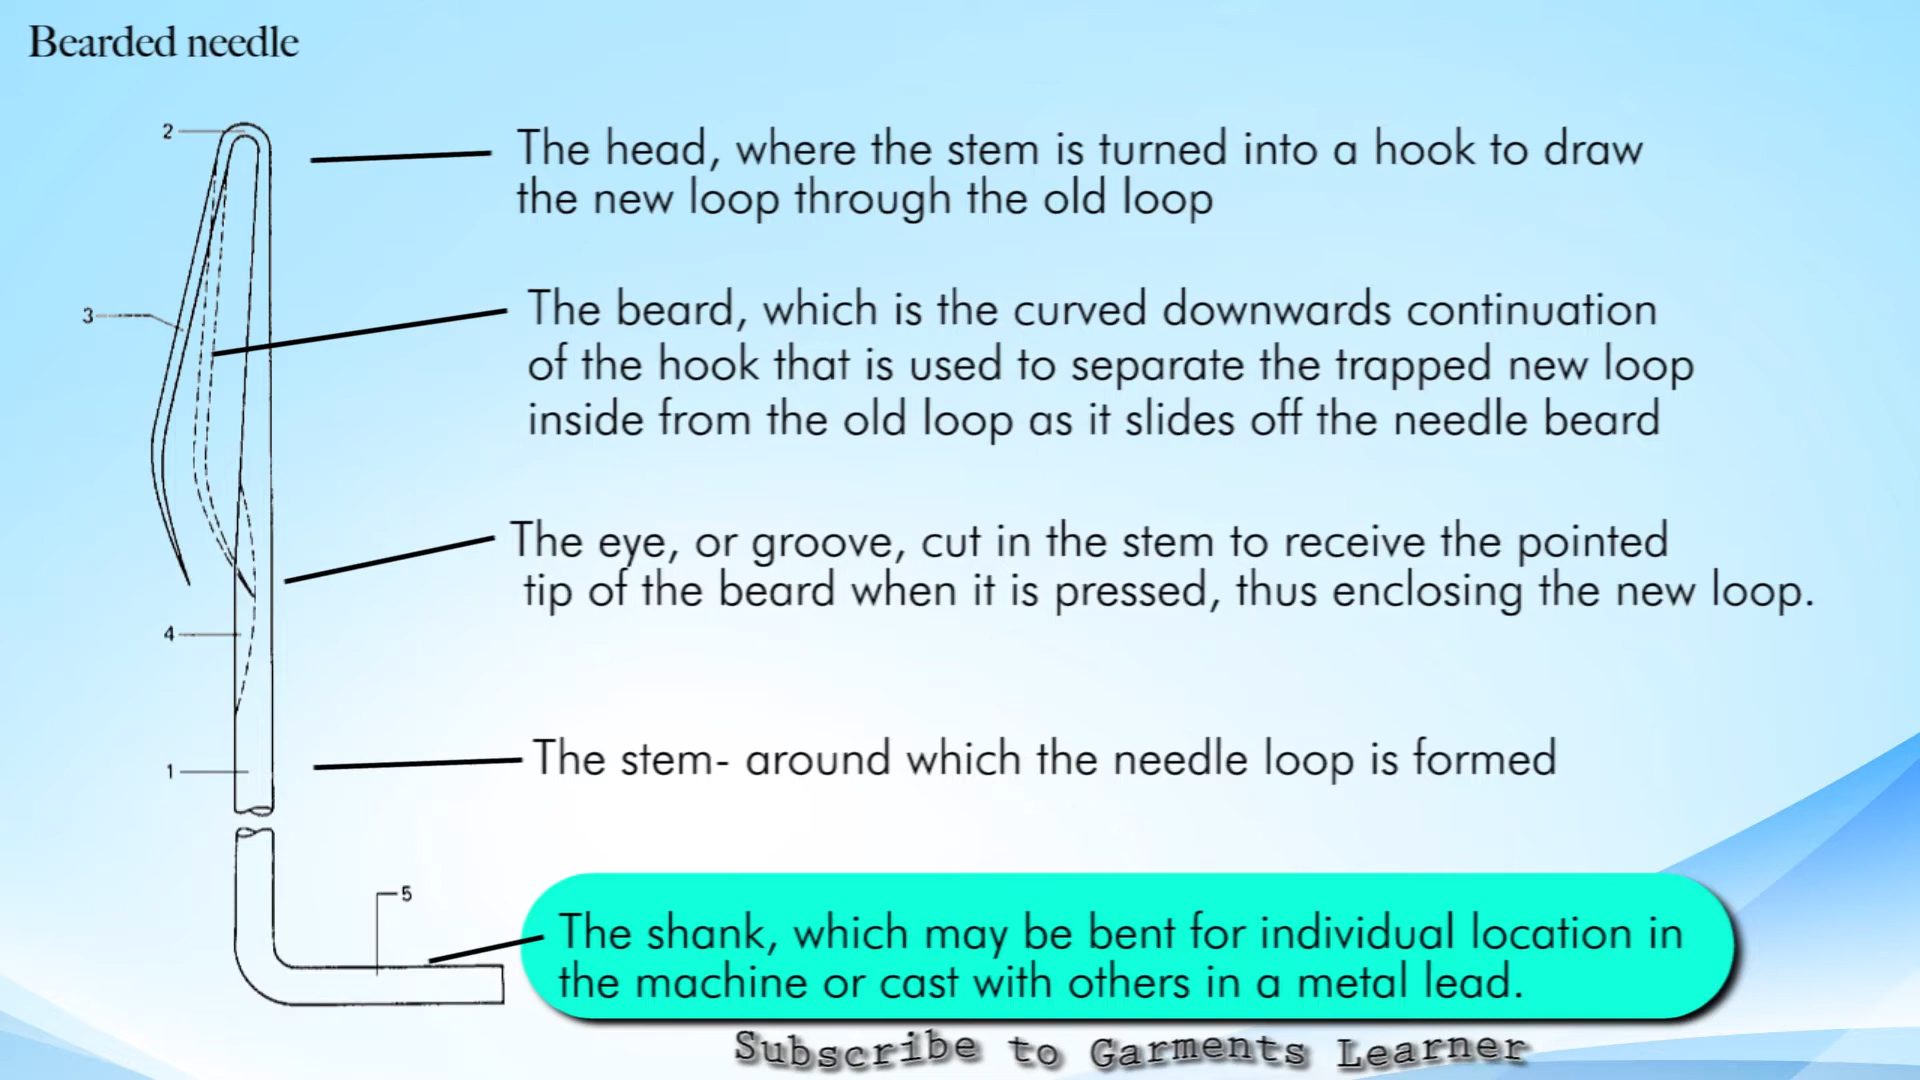 Bearded needle
2
The head, where the stem is turned into a hook to draw
the new loop through the old loop
3
The beard, which is the curved downwards continuation
of the hook that is used to separate the trapped new loop
inside from the old loop as it slides off the needle beard
The eye, or groove, cut in the stem to receive the pointed
tip of the beard when it is pressed, thus enclosing the new loop.
4
1
The stem- around which the needle loop is formed
5
The shank, which may be bent for individual location in
the machine or cast with others in a metal lead.
Subscribe to Garments Learner